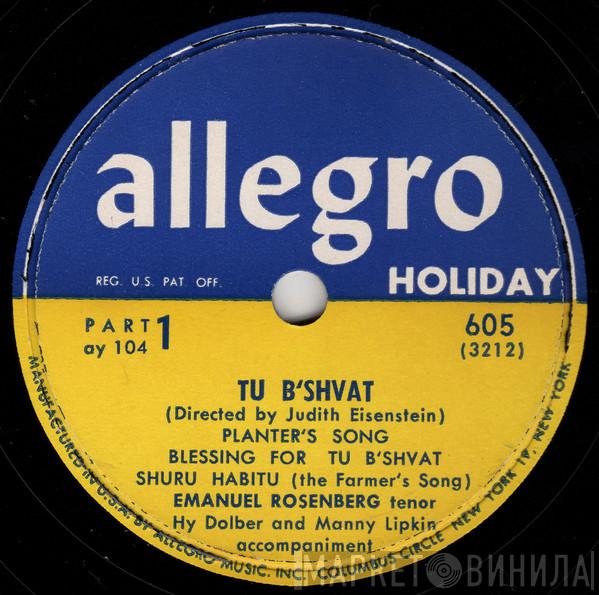 allegro
REG. U.S. PAT. OFF.
HOLIDAY
PART 1
ay 104
605
(3212)
TU B'SHVAT
(Directed by Judith Eisenstein)
PLANTER'S SONG
BLESSING FOR TU B'SHVAT
SHURU HABITU (the Farmer's Song)
EMANUEL ROSENBERG tenor
Hy Dolber and Manny Lipkin
accompaniment
MANUFACTURED IN U.S.A. BY ALLEGRO MUSIC, INC. COLUMBUS CIRCLE NEW YORK 19, NEW YORK
МАРКЕТ ВИНИЛА